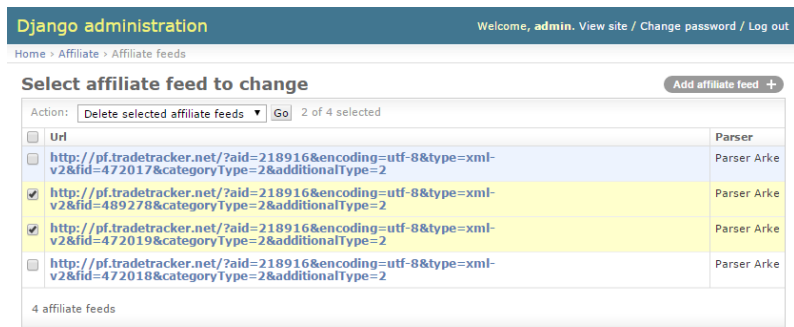 Django administration
Welcome, admin. View site / Change password / Log out
Home › Affiliate › Affiliate feeds
Select affiliate feed to change
Add affiliate feed +
Action: Delete selected affiliate feeds ▼ Go 2 of 4 selected
Url Parser
http://pf.tradetracker.net/?aid=218916&encoding=utf-8&type=xml- Parser Arke
v2&fid=472017&categoryType=2&additionalType=2
http://pf.tradetracker.net/?aid=218916&encoding=utf-8&type=xml- Parser Arke
v2&fid=489278&categoryType=2&additionalType=2
http://pf.tradetracker.net/?aid=218916&encoding=utf-8&type=xml- Parser Arke
v2&fid=472019&categoryType=2&additionalType=2
http://pf.tradetracker.net/?aid=218916&encoding=utf-8&type=xml- Parser Arke
v2&fid=472018&categoryType=2&additionalType=2
4 affiliate feeds